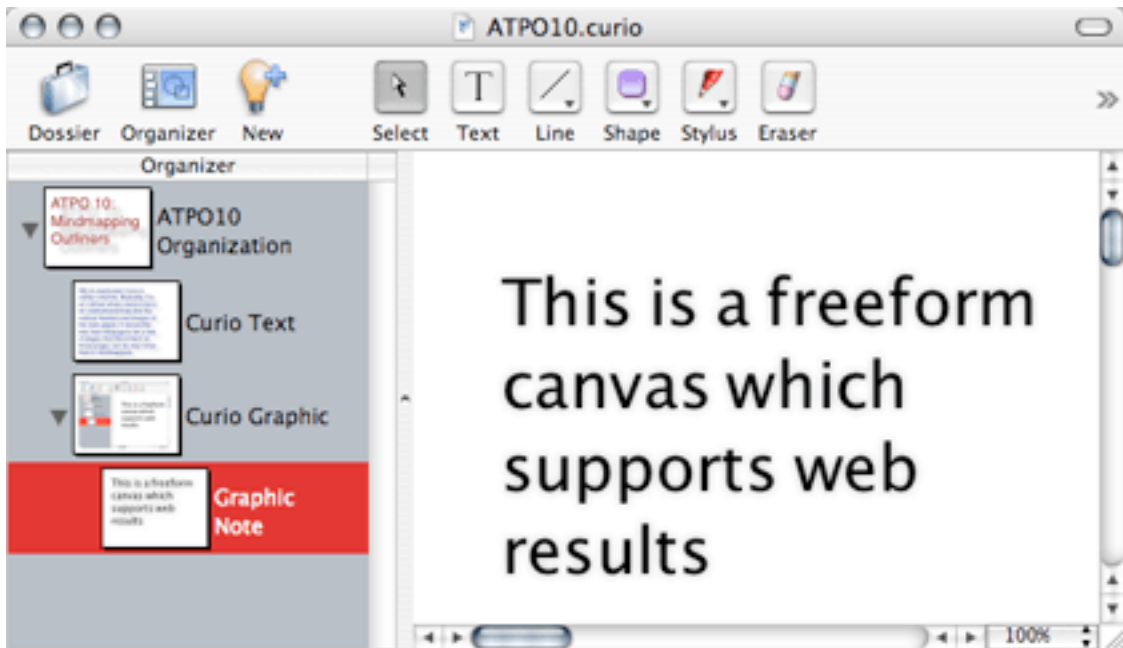 ATPO10.curio
Dossier Organizer New Select Text Line Shape Stylus Eraser
Organizer
ATPO 10:
Mindmapping
Outliners
ATPO10
Organization
Curio Text
Curio Graphic
This is a freeform
canvas which
supports web
results
Graphic
Note
This is a freeform
canvas which
supports web
results
100%